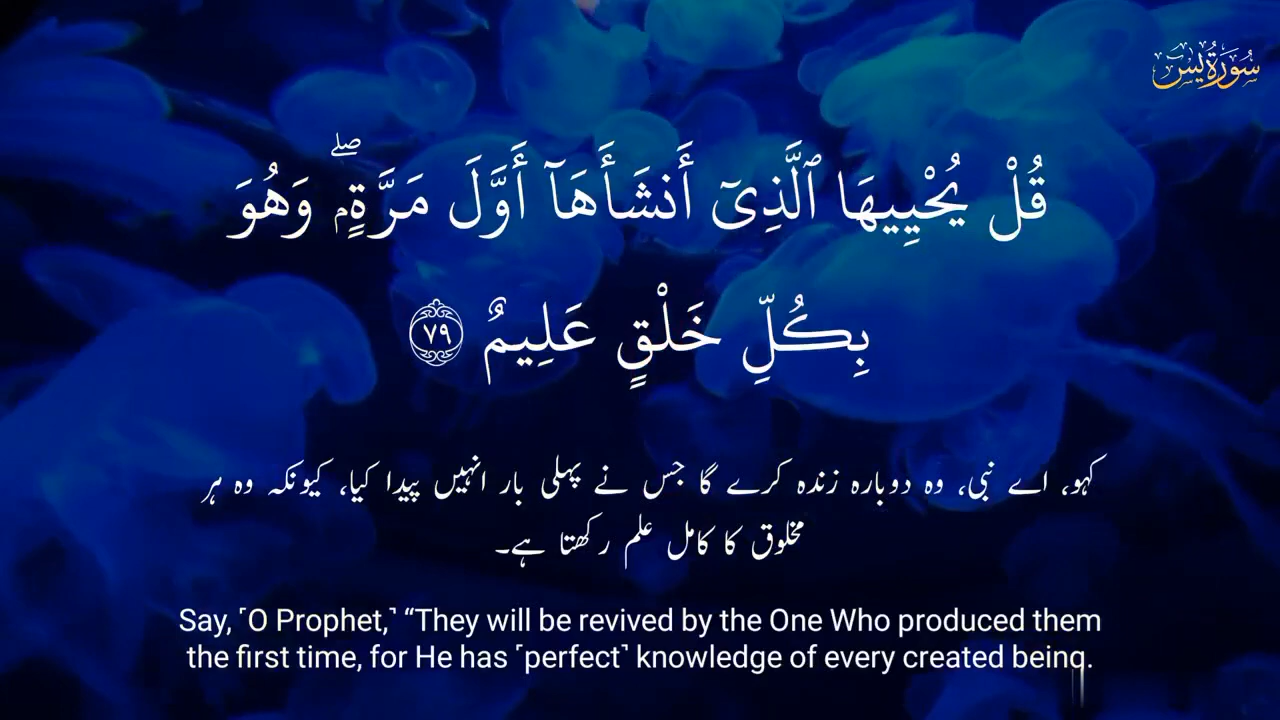 سُورَةُ يس
قُلْ يُحْيِيهَا ٱلَّذِىٓ أَنشَأَهَآ أَوَّلَ مَرَّةٍۢ ۖ وَهُوَ
بِكُلِّ خَلْقٍ عَلِيمٌ ٧٩
کہو، اے نبی، وہ دوبارہ زندہ کرے گا جس نے پہلی بار انہیں پیدا کیا، کیونکہ وہ ہر
مخلوق کا کامل علم رکھتا ہے۔
Say, ˹O Prophet,˺ “They will be revived by the One Who produced them
the first time, for He has ˹perfect˺ knowledge of every created being.